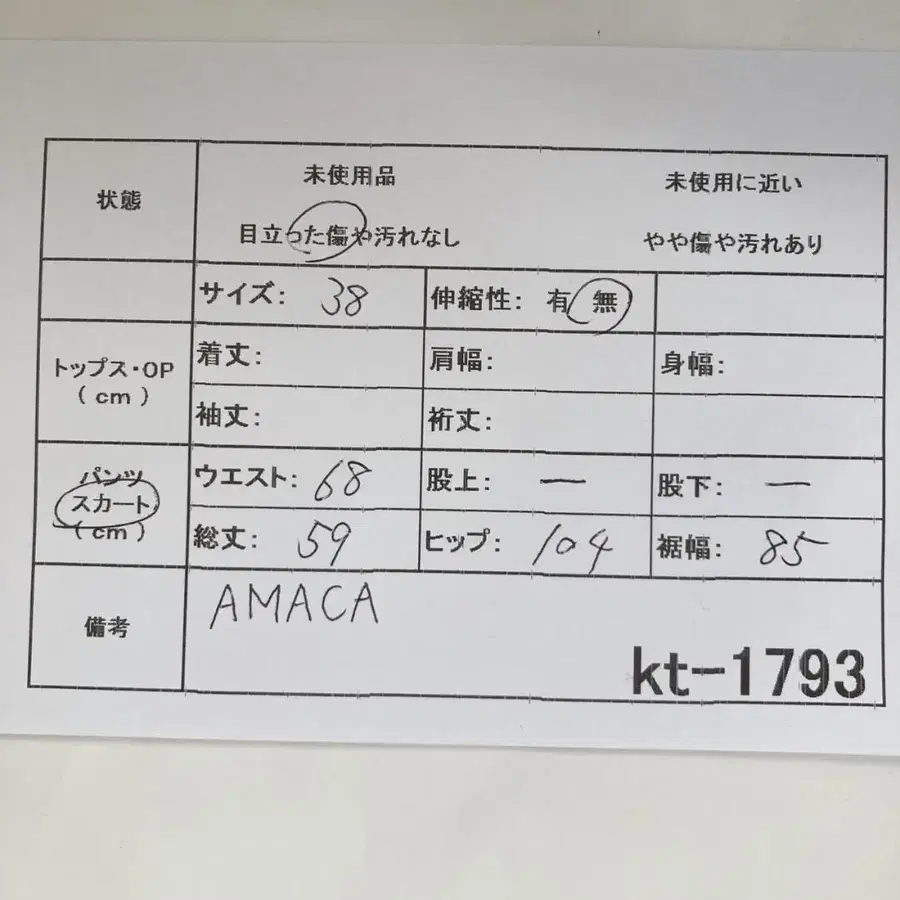 状態 未使用品 未使用に近い
目立った傷や汚れなし やや傷や汚れあり
サイズ: 38 伸縮性: 有 無
トップス・OP (cm) 着丈: 肩幅: 身幅:
袖丈: 裄丈:
パンツ スカート (cm) ウエスト: 68 股上: — 股下: —
総丈: 59 ヒップ: 104 裾幅: 85
備考 AMACA
kt-1793